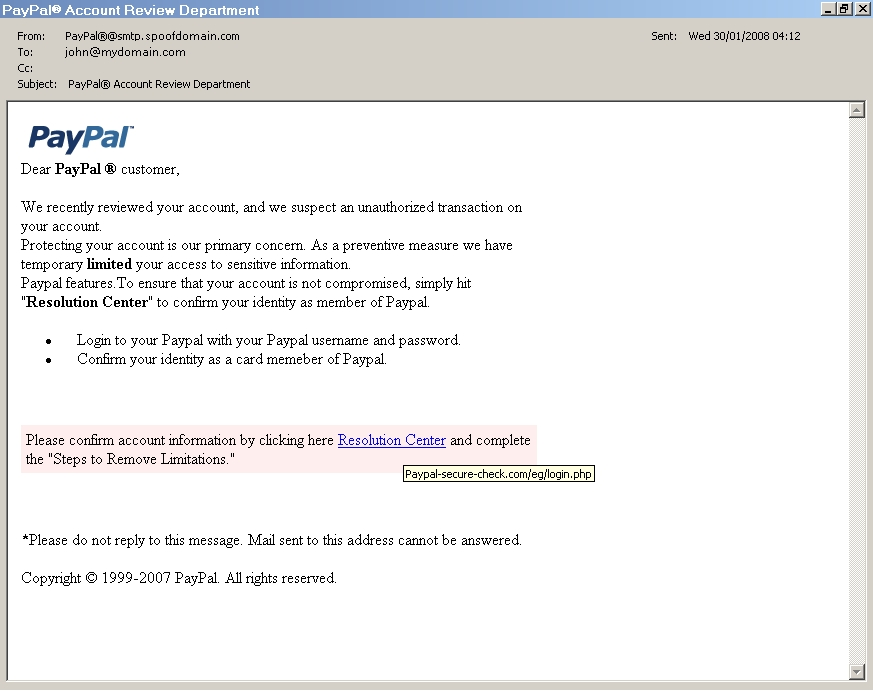 PayPal® Account Review Department
From: PayPal®@smtp.spoofdomain.com
Sent: Wed 30/01/2008 04:12
To: john@mydomain.com
Cc:
Subject: PayPal® Account Review Department
PayPal™
Dear PayPal ® customer,
We recently reviewed your account, and we suspect an unauthorized transaction on
your account.
Protecting your account is our primary concern. As a preventive measure we have
temporary limited your access to sensitive information.
Paypal features.To ensure that your account is not compromised, simply hit
"Resolution Center" to confirm your identity as member of Paypal.
• Login to your Paypal with your Paypal username and password.
• Confirm your identity as a card memeber of Paypal.
Please confirm account information by clicking here Resolution Center and complete
the "Steps to Remove Limitations."
Paypal-secure-check.com/eg/login.php
*Please do not reply to this message. Mail sent to this address cannot be answered.
Copyright © 1999-2007 PayPal. All rights reserved.